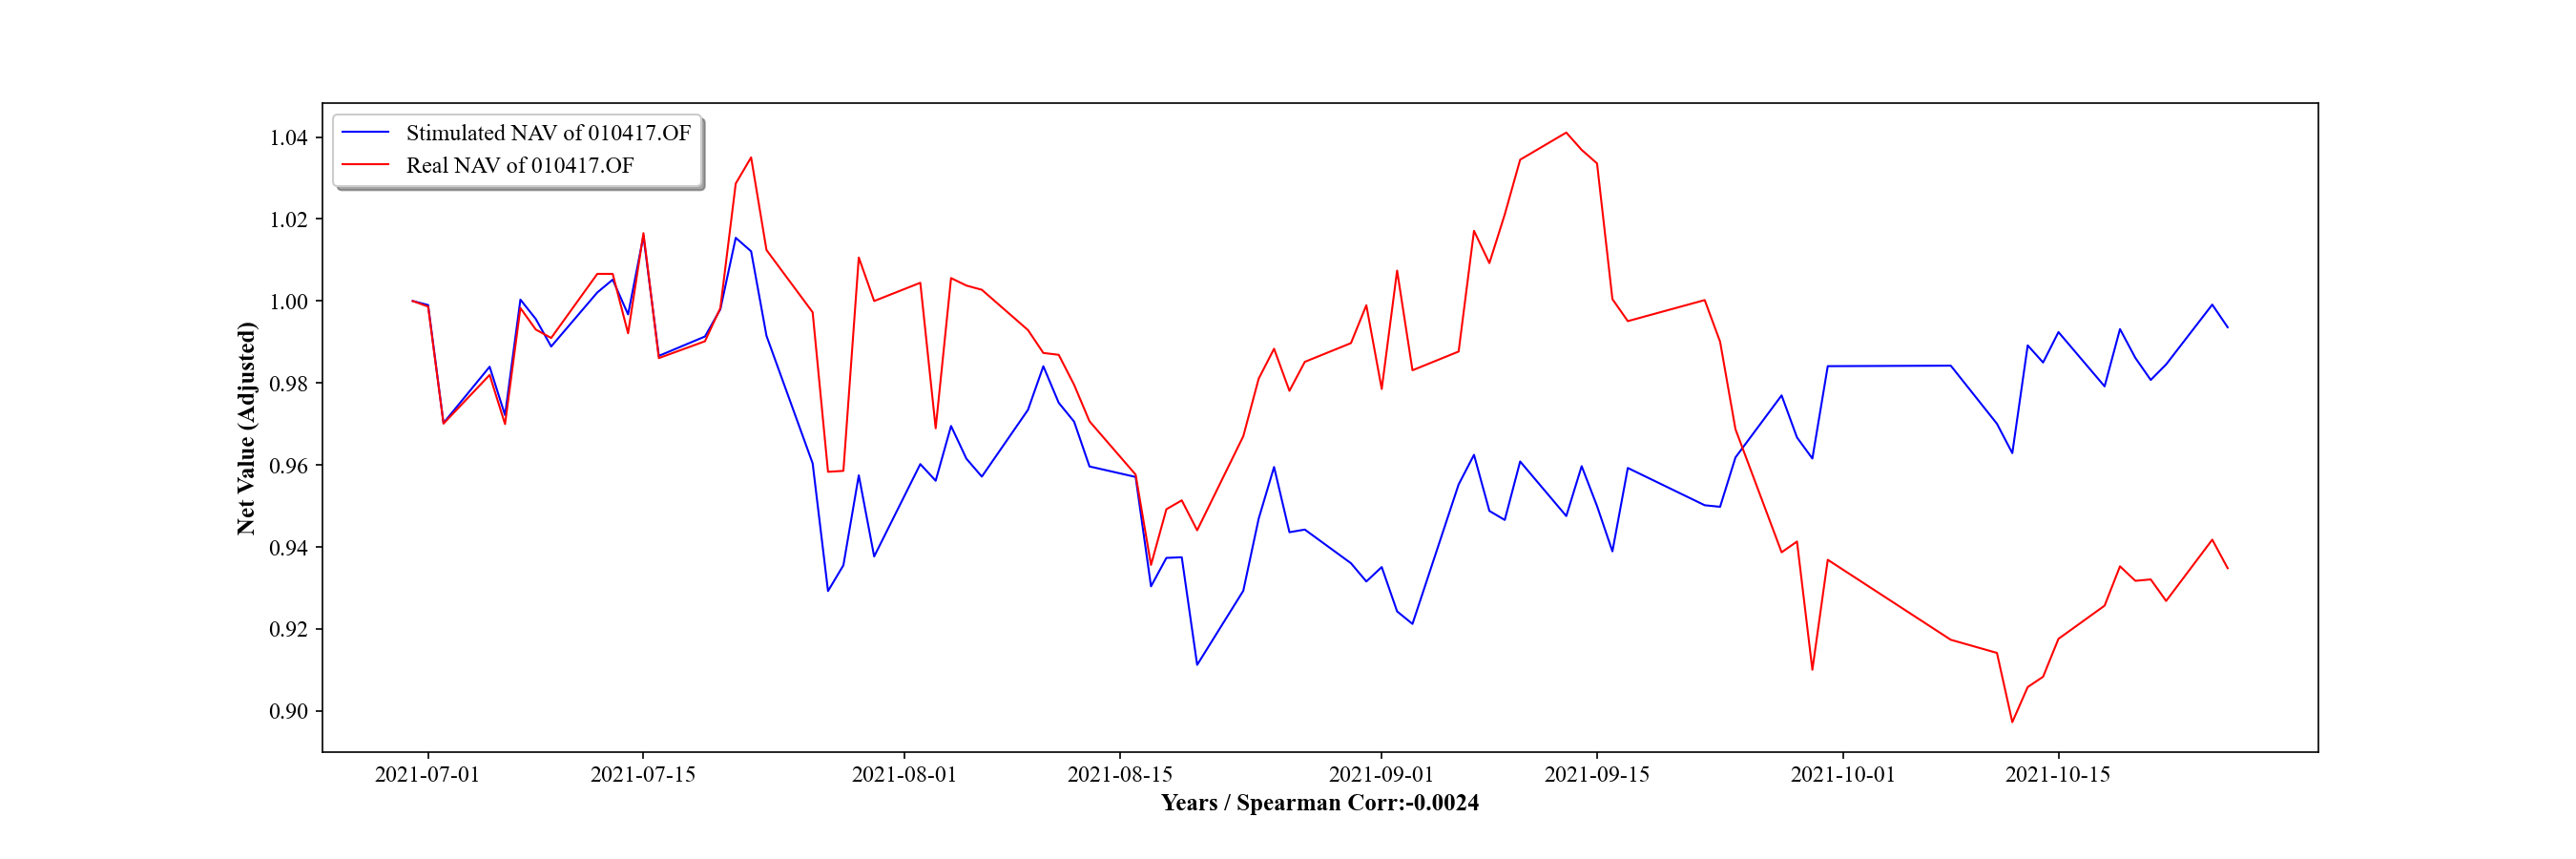 Stimulated NAV of 010417.OF
Real NAV of 010417.OF
1.04
1.02
1.00
0.98
0.96
0.94
0.92
0.90
Net Value (Adjusted)
2021-07-01 2021-07-15 2021-08-01 2021-08-15 2021-09-01 2021-09-15 2021-10-01 2021-10-15
Years / Spearman Corr:-0.0024